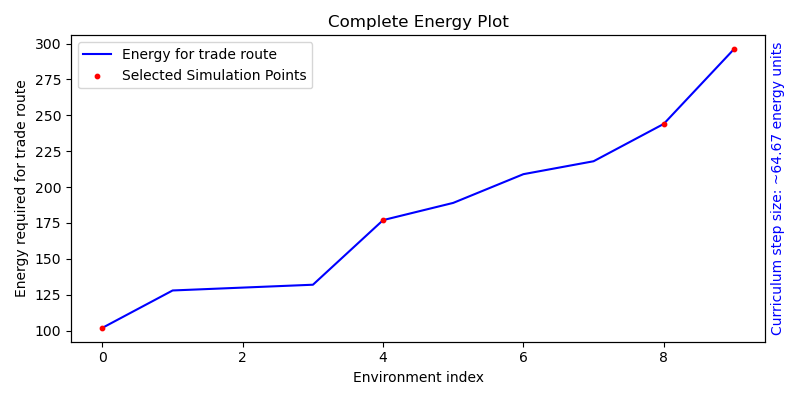 Complete Energy Plot
Energy for trade route
Selected Simulation Points
Energy required for trade route
300
275
250
225
200
175
150
125
100
0
2
4
6
8
Environment index
Curriculum step size: ~64.67 energy units